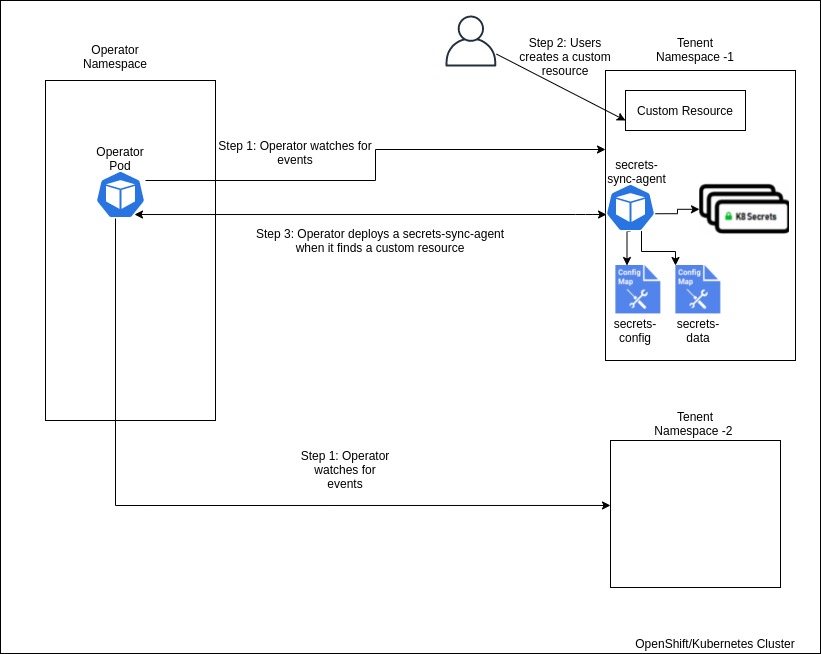 Operator
Namespace
Step 2: Users
creates a custom
resource
Tenent
Namespace -1
Custom Resource
Operator
Pod
Step 1: Operator watches for
events
secrets-
sync-agent
K8 Secrets
Step 3: Operator deploys a secrets-sync-agent
when it finds a custom resource
Config
Map
Config
Map
secrets-
config
secrets-
data
Tenent
Namespace -2
Step 1: Operator
watches for
events
OpenShift/Kubernetes Cluster